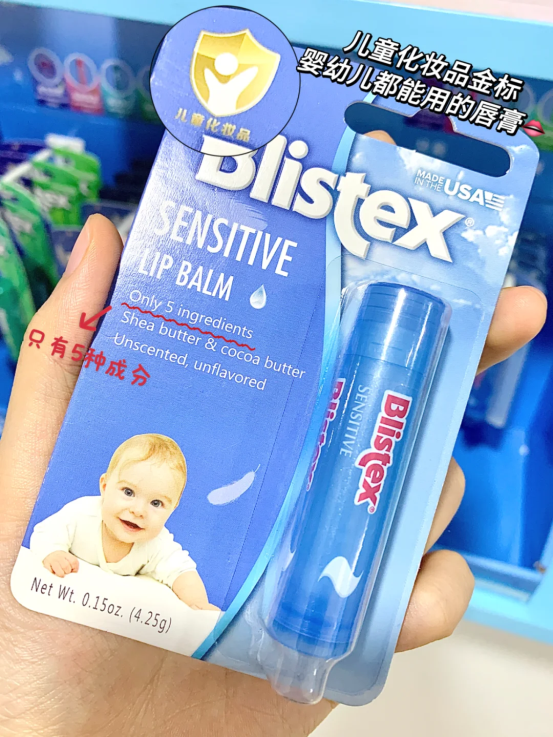 儿童化妆品金标
婴幼儿都能用的唇膏
儿童化妆品
Blistex®
MADE IN THE USA
SENSITIVE
LIP BALM
Only 5 ingredients
Shea butter & cocoa butter
Unscented, unflavored
只有5种成分
Blistex
SENSITIVE
Blistex
Net Wt. 0.15oz. (4.25g)